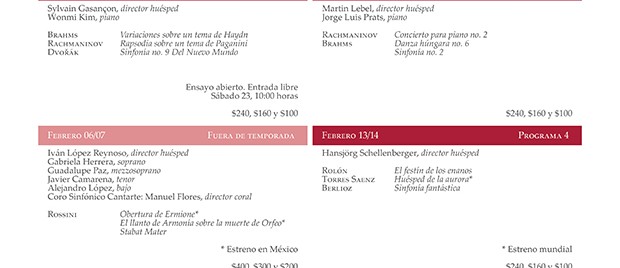 Sylvain Gasançon, director huésped
Wonmi Kim, piano
Brahms Variaciones sobre un tema de Haydn
Rachmaninov Rapsodia sobre un tema de Paganini
Dvořák Sinfonía no. 9 Del Nuevo Mundo
Ensayo abierto. Entrada libre
Sábado 23, 10:00 horas
$240, $160 y $100
Martin Lebel, director huésped
Jorge Luis Prats, piano
Rachmaninov Concierto para piano no. 2
Brahms Danza húngara no. 6
Sinfonía no. 2
$240, $160 y $100
Febrero 06/07 Fuera de temporada
Iván López Reynoso, director huésped
Gabriela Herrera, soprano
Guadalupe Paz, mezzosoprano
Javier Camarena, tenor
Alejandro López, bajo
Coro Sinfónico Cantarte: Manuel Flores, director coral
Rossini Obertura de Ermione*
El llanto de Armonía sobre la muerte de Orfeo*
Stabat Mater
* Estreno en México
$400, $300 y $200
Febrero 13/14 Programa 4
Hansjörg Schellenberger, director huésped
Rolón El festín de los enanos
Torres Saenz Huésped de la aurora*
Berlioz Sinfonía fantástica
* Estreno mundial
$240, $160 y $100